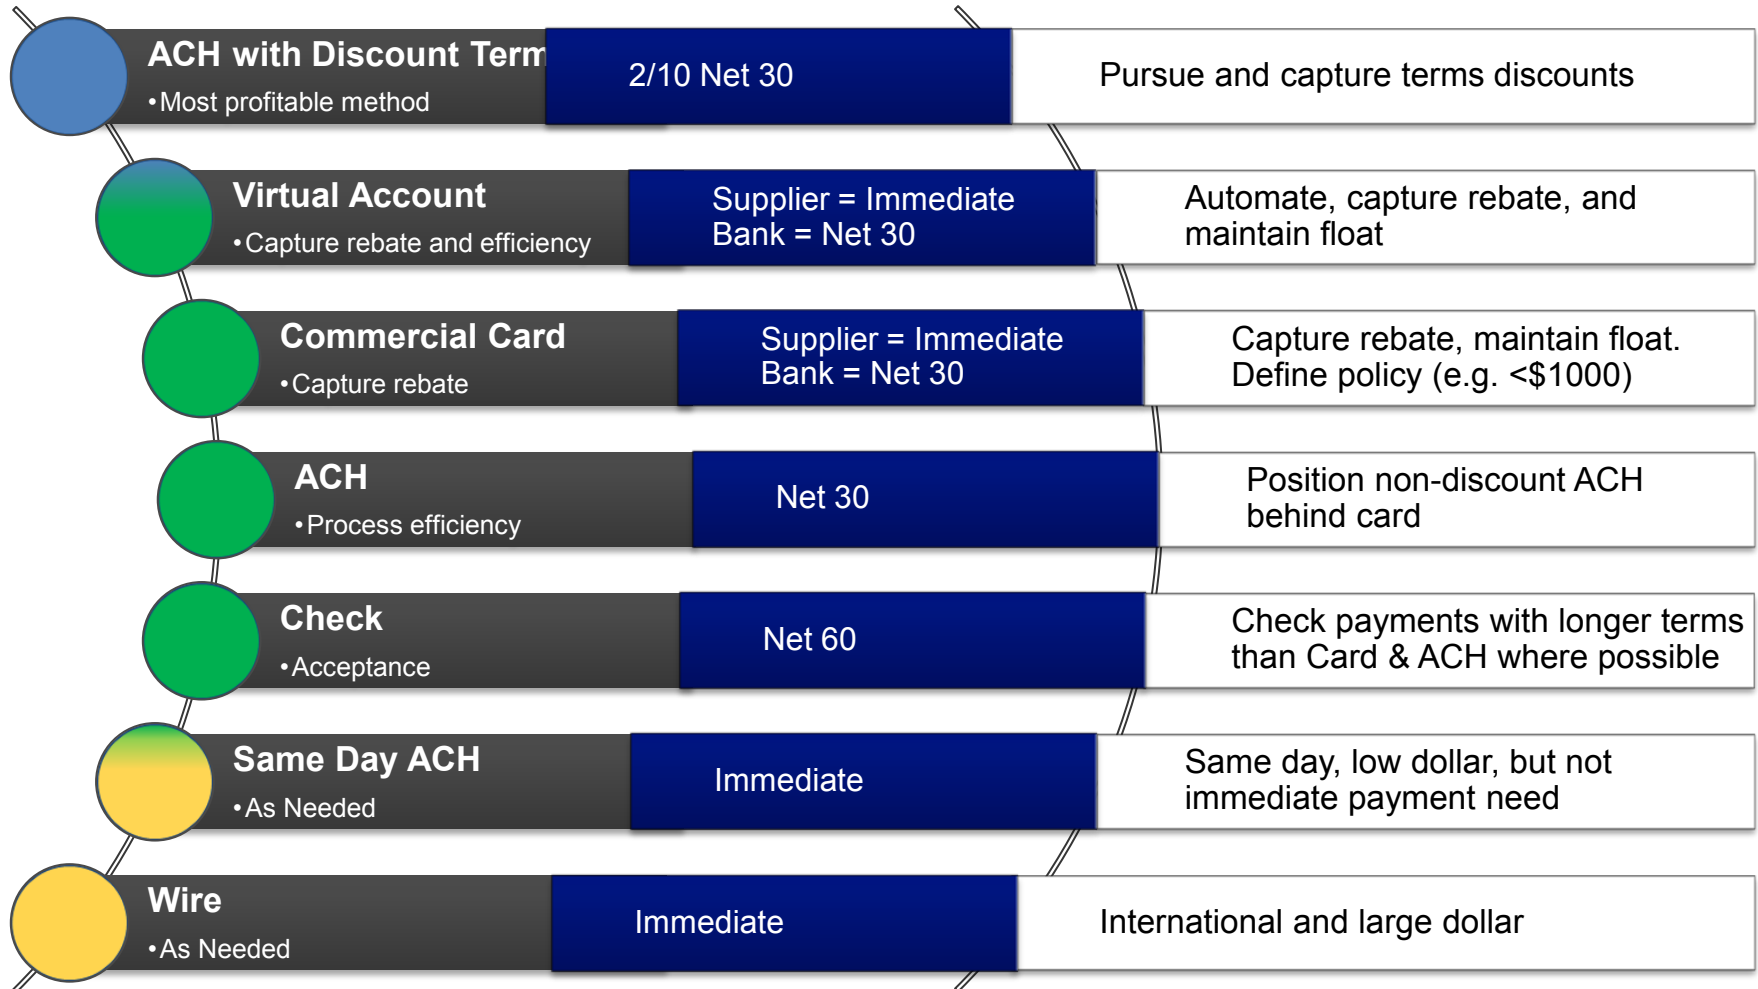 ACH with Discount Term
•Most profitable method
2/10 Net 30
Pursue and capture terms discounts
Virtual Account
•Capture rebate and efficiency
Supplier = Immediate
Bank = Net 30
Automate, capture rebate, and
maintain float
Commercial Card
•Capture rebate
Supplier = Immediate
Bank = Net 30
Capture rebate, maintain float.
Define policy (e.g. <$1000)
ACH
•Process efficiency
Net 30
Position non-discount ACH
behind card
Check
•Acceptance
Net 60
Check payments with longer terms
than Card & ACH where possible
Same Day ACH
•As Needed
Immediate
Same day, low dollar, but not
immediate payment need
Wire
•As Needed
Immediate
International and large dollar